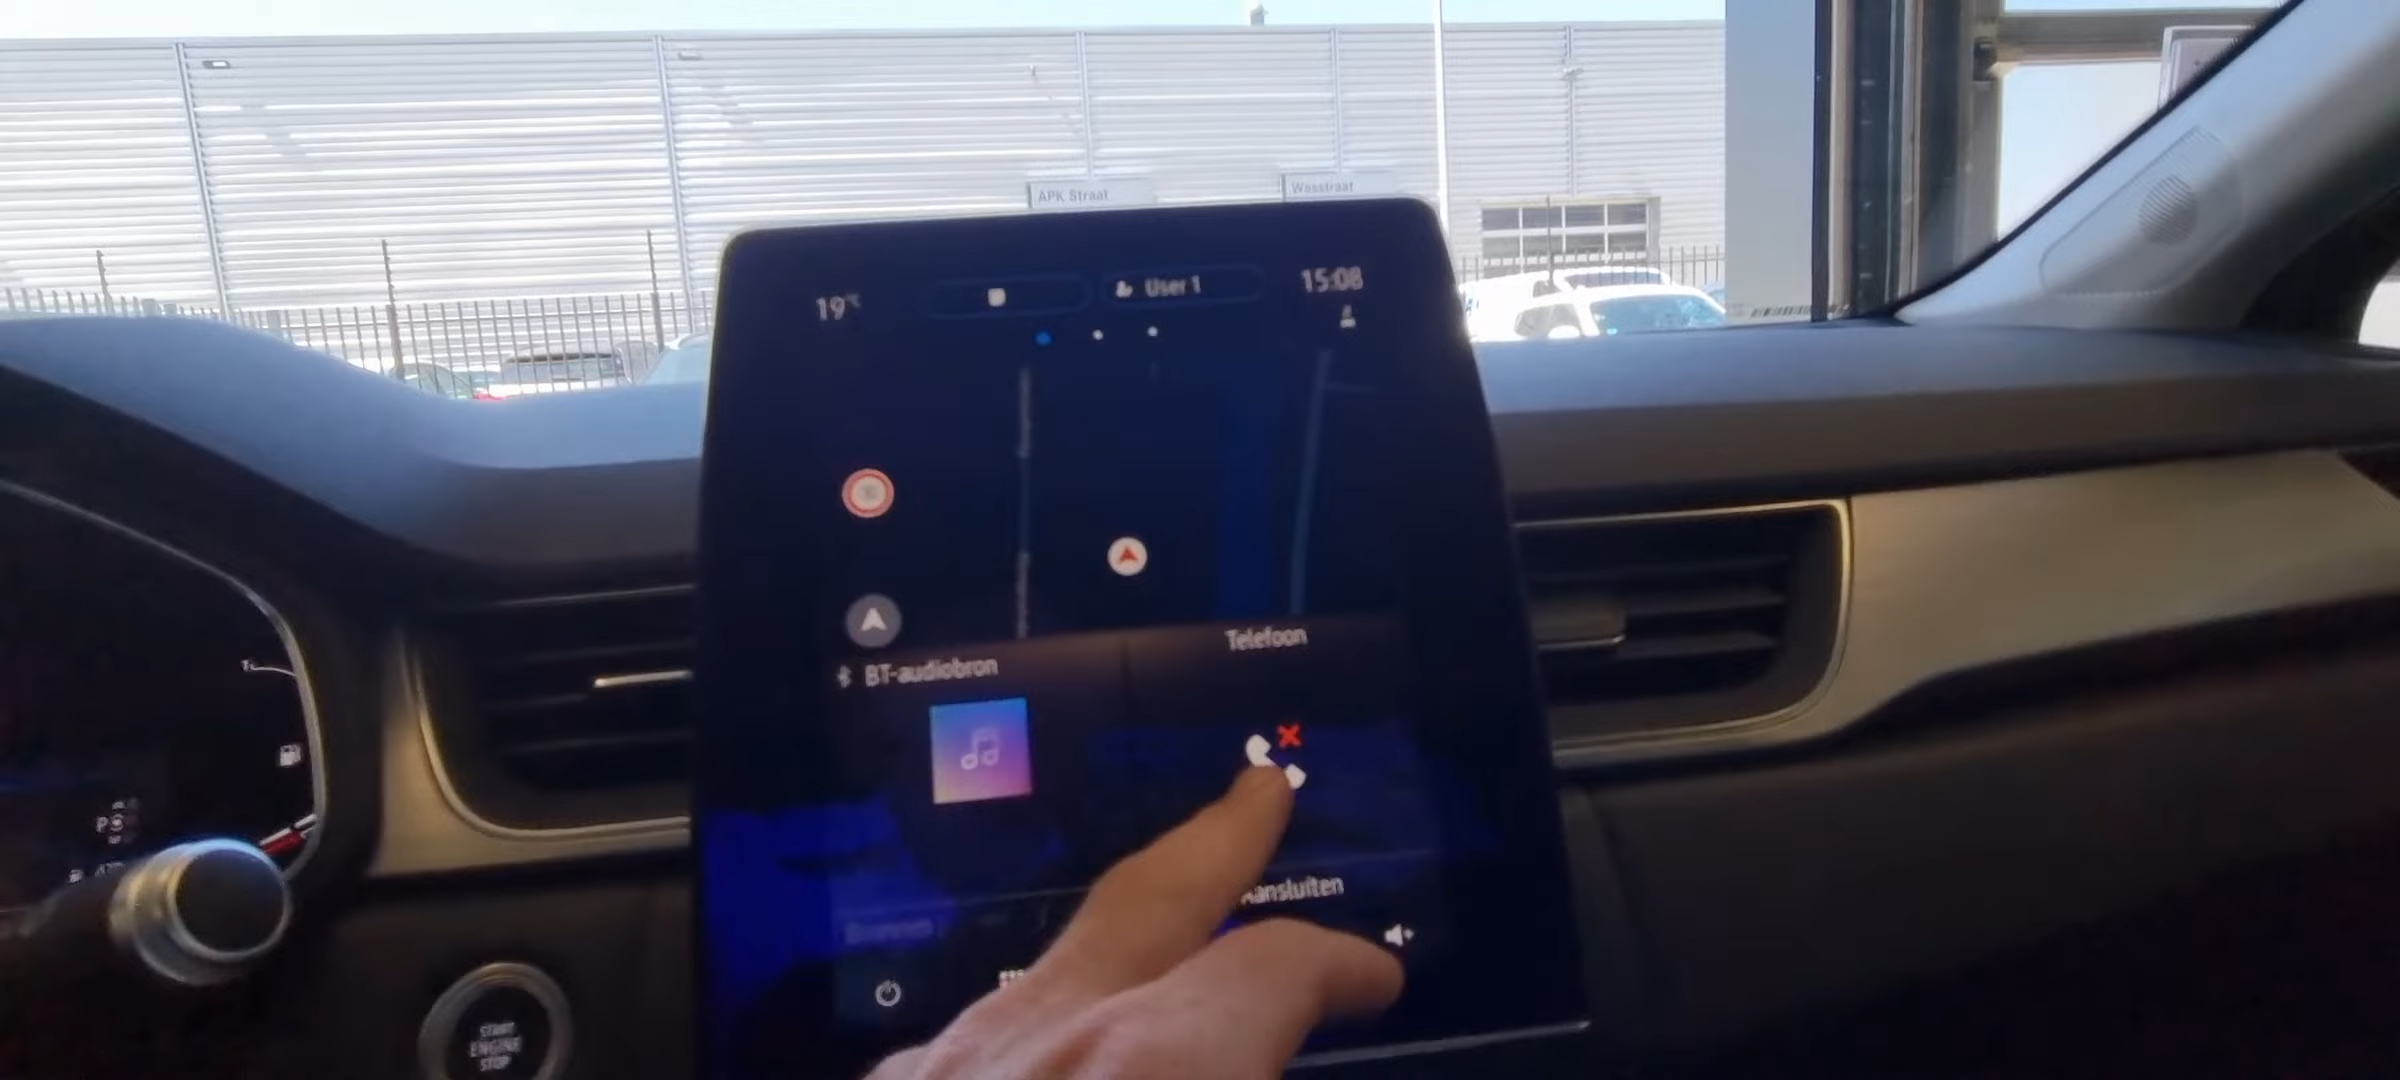 APK Straat
Wasstraat
19°C
User 1
15:08
Telefoon
BT-audiobron
P
Aansluiten
START
ENGINE
STOP